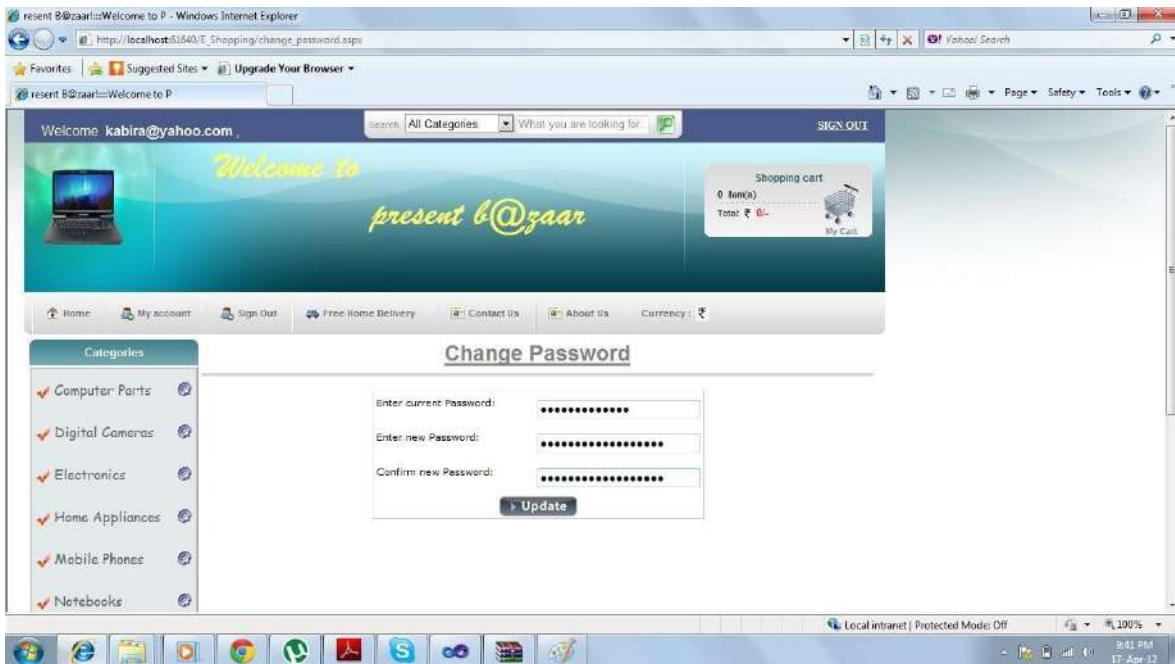 resent B@zaar!:::Welcome to P - Windows Internet Explorer
http://localhost:51640/E_Shopping/change_password.aspx
Yahoo! Search
Favorites Suggested Sites Upgrade Your Browser
resent B@zaar!:::Welcome to P
Page Safety Tools
Welcome kabira@yahoo.com ,
Search All Categories What you are looking for..
SIGN OUT
Welcome to
present b@zaar
Shopping cart
0 item(s)
Total: ₹ 0/-
My Cart
Home My account Sign Out Free Home Delivery Contact Us About Us Currency : ₹
Categories
Computer Parts
Digital Cameras
Electronics
Home Appliances
Mobile Phones
Notebooks
Change Password
Enter current Password:
Enter new Password:
Confirm new Password:
Update
Local intranet | Protected Mode: Off
100%
9:41 PM
17-Apr-12